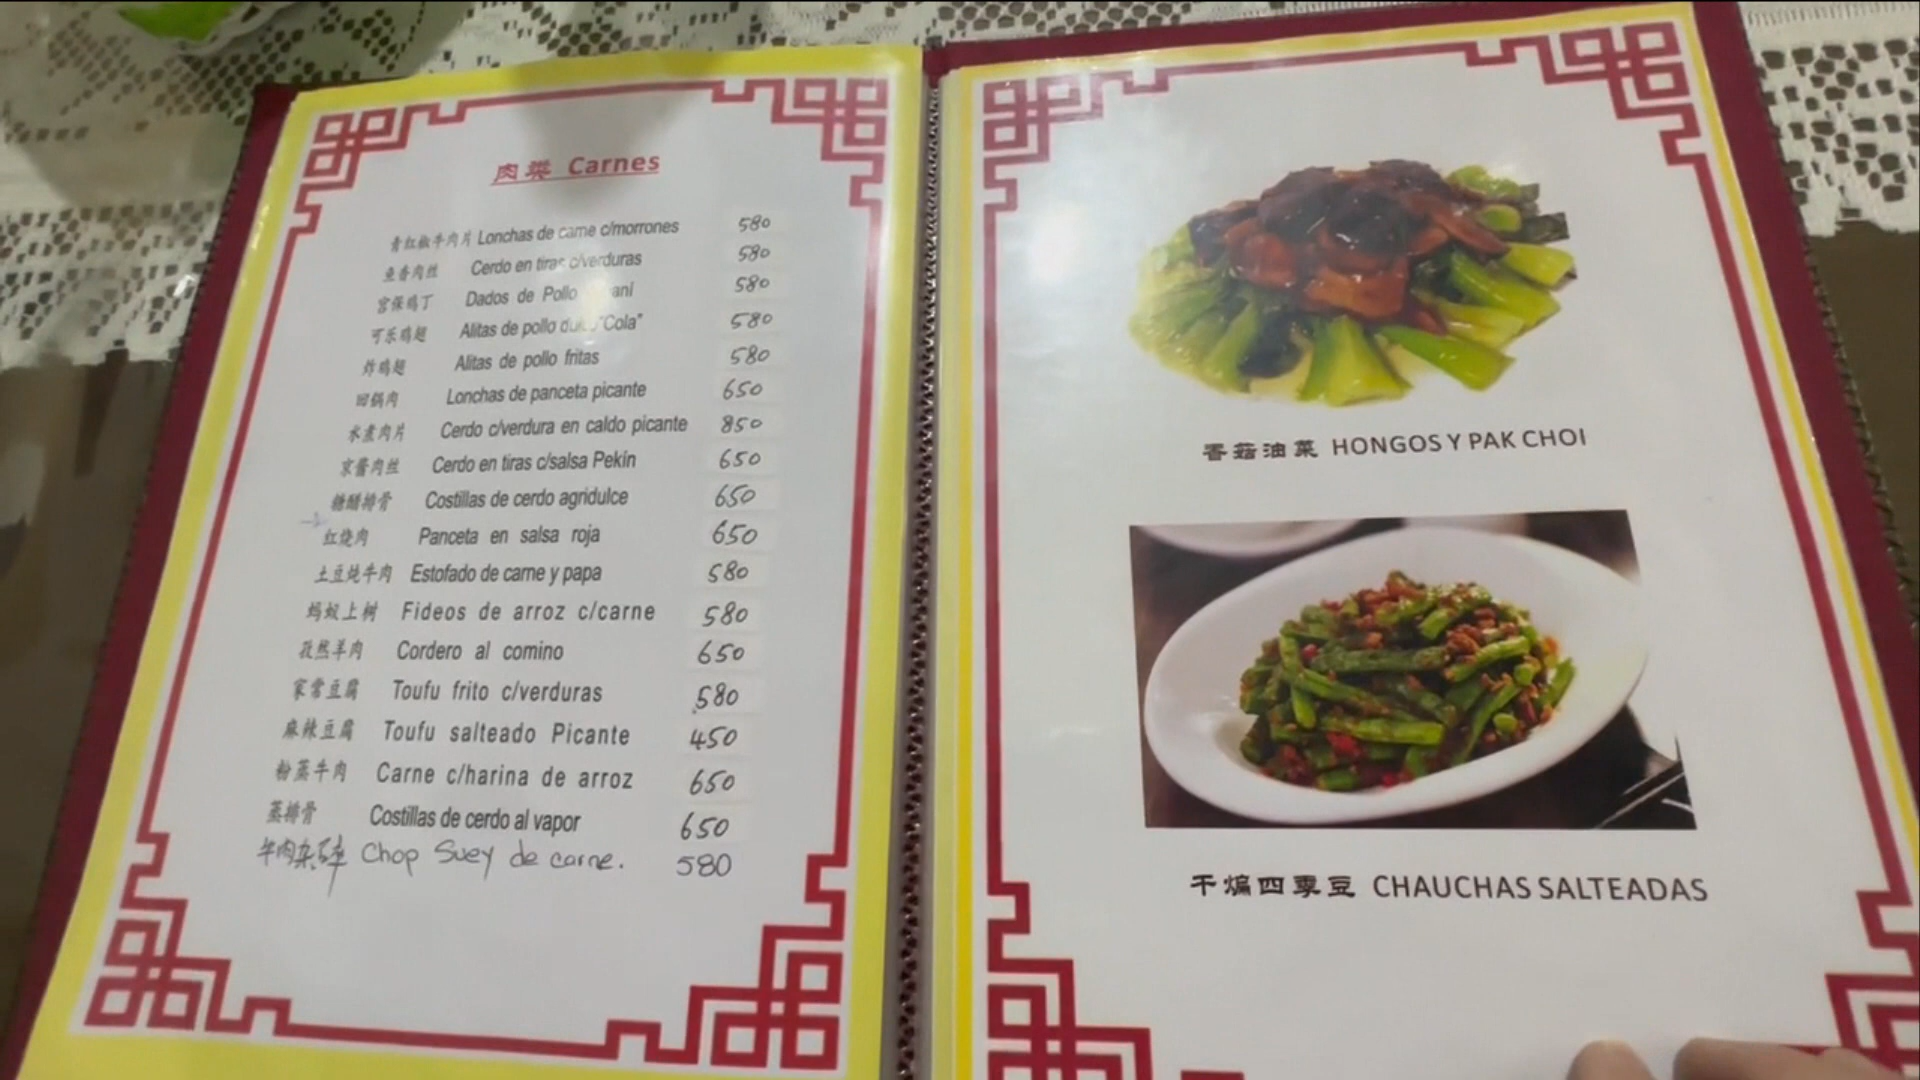 肉类 Carnes
青红椒牛肉片 Lonchas de carne c/morrones 580
鱼香肉丝 Cerdo en tiras c/verduras 580
宫保鸡丁 Dados de Pollo 580
可乐鸡翅 Alitas de pollo "Cola" 580
炸鸡翅 Alitas de pollo fritas 580
回锅肉 Lonchas de panceta picante 650
水煮肉片 Cerdo c/verdura en caldo picante 850
京酱肉丝 Cerdo en tiras c/salsa Pekín 650
糖醋排骨 Costillas de cerdo agridulce 650
红烧肉 Panceta en salsa roja 650
土豆炖牛肉 Estofado de carne y papa 580
蚂蚁上树 Fideos de arroz c/carne 580
孜然羊肉 Cordero al comino 650
家常豆腐 Toufu frito c/verduras 580
麻辣豆腐 Toufu salteado Picante 450
粉蒸牛肉 Carne c/harina de arroz 650
蒸排骨 Costillas de cerdo al vapor 650
牛肉杂碎 Chop Suey de carne. 580
香菇油菜 HONGOS Y PAK CHOI
干煸四季豆 CHAUCHAS SALTEADAS